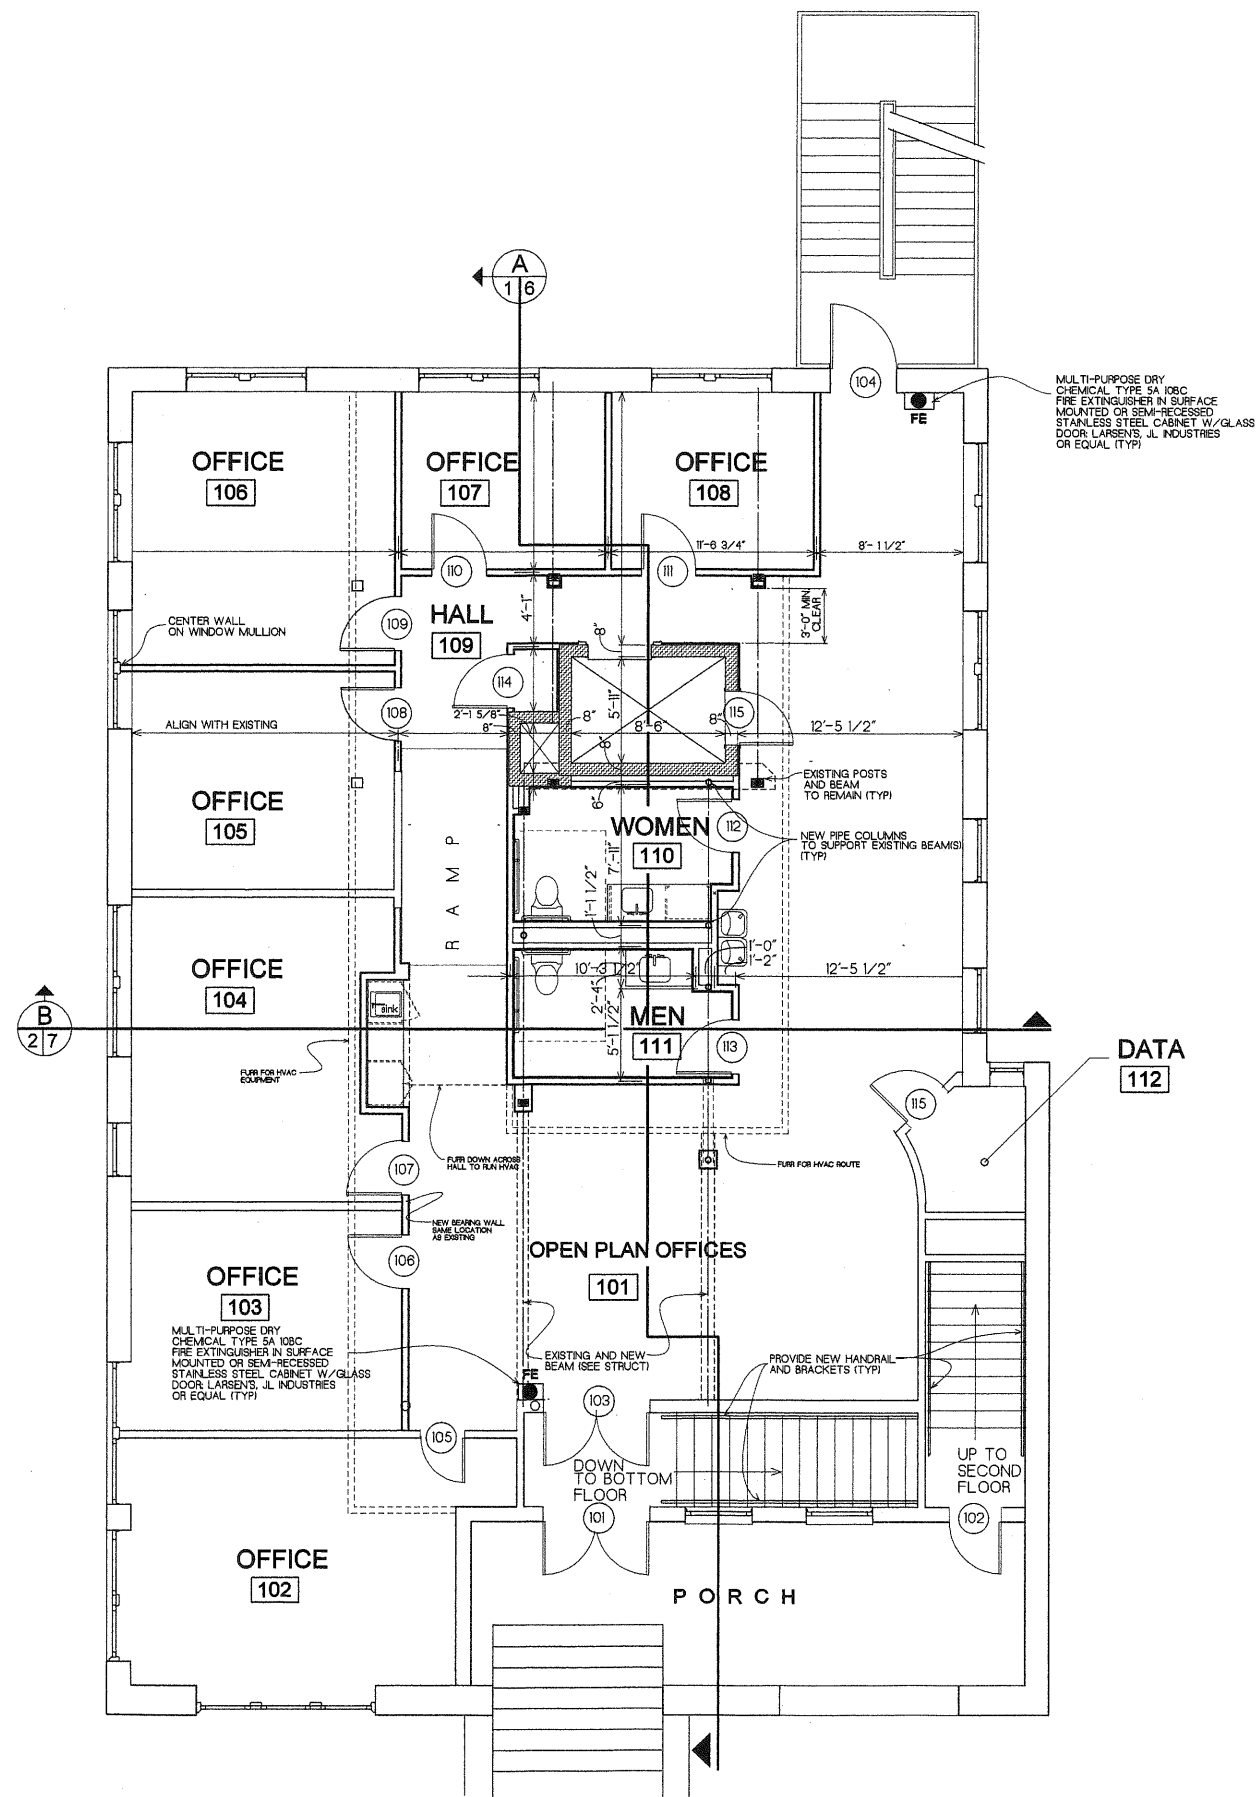 A
1 6
104
MULTI-PURPOSE DRY
CHEMICAL TYPE 5A 10BC
FIRE EXTINGUISHER IN SURFACE
MOUNTED OR SEMI-RECESSED
STAINLESS STEEL CABINET W/GLASS
DOOR: LARSEN'S, JL INDUSTRIES
OR EQUAL (TYP)
FE
OFFICE
106
OFFICE
107
OFFICE
108
11'-6 3/4"
8'-11/2"
110
111
4'-1"
3'-0" MIN.
CLEAR
HALL
109
109
CENTER WALL
ON WINDOW MULLION
8"
114
5'-11"
115
108
ALIGN WITH EXISTING
2'-1 5/8"
8"
8"
8'-6"
8"
12'-5 1/2"
8"
EXISTING POSTS
AND BEAM
TO REMAIN (TYP)
6"
OFFICE
105
WOMEN
110
112
NEW PIPE COLUMNS
TO SUPPORT EXISTING BEAM(S)
(TYP)
RAMP
7'-11"
1'-1 1/2"
OFFICE
104
1'-0"
1'-2"
10'-3 1/2"
12'-5 1/2"
2'-4"
sink
B
2 7
MEN
111
5'-1 1/2"
113
DATA
112
FURR FOR HVAC
EQUIPMENT
115
FURR DOWN ACROSS
HALL TO RUN HVAC
FURR FOR HVAC ROUTE
107
NEW BEARING WALL
SAME LOCATION
AS EXISTING
106
OPEN PLAN OFFICES
101
OFFICE
103
MULTI-PURPOSE DRY
CHEMICAL TYPE 5A 10BC
FIRE EXTINGUISHER IN SURFACE
MOUNTED OR SEMI-RECESSED
STAINLESS STEEL CABINET W/GLASS
DOOR: LARSEN'S, JL INDUSTRIES
OR EQUAL (TYP)
EXISTING AND NEW
BEAM (SEE STRUCT)
PROVIDE NEW HANDRAIL
AND BRACKETS (TYP)
FE
103
105
DOWN
TO BOTTOM
FLOOR
UP TO
SECOND
FLOOR
101
102
OFFICE
102
PORCH